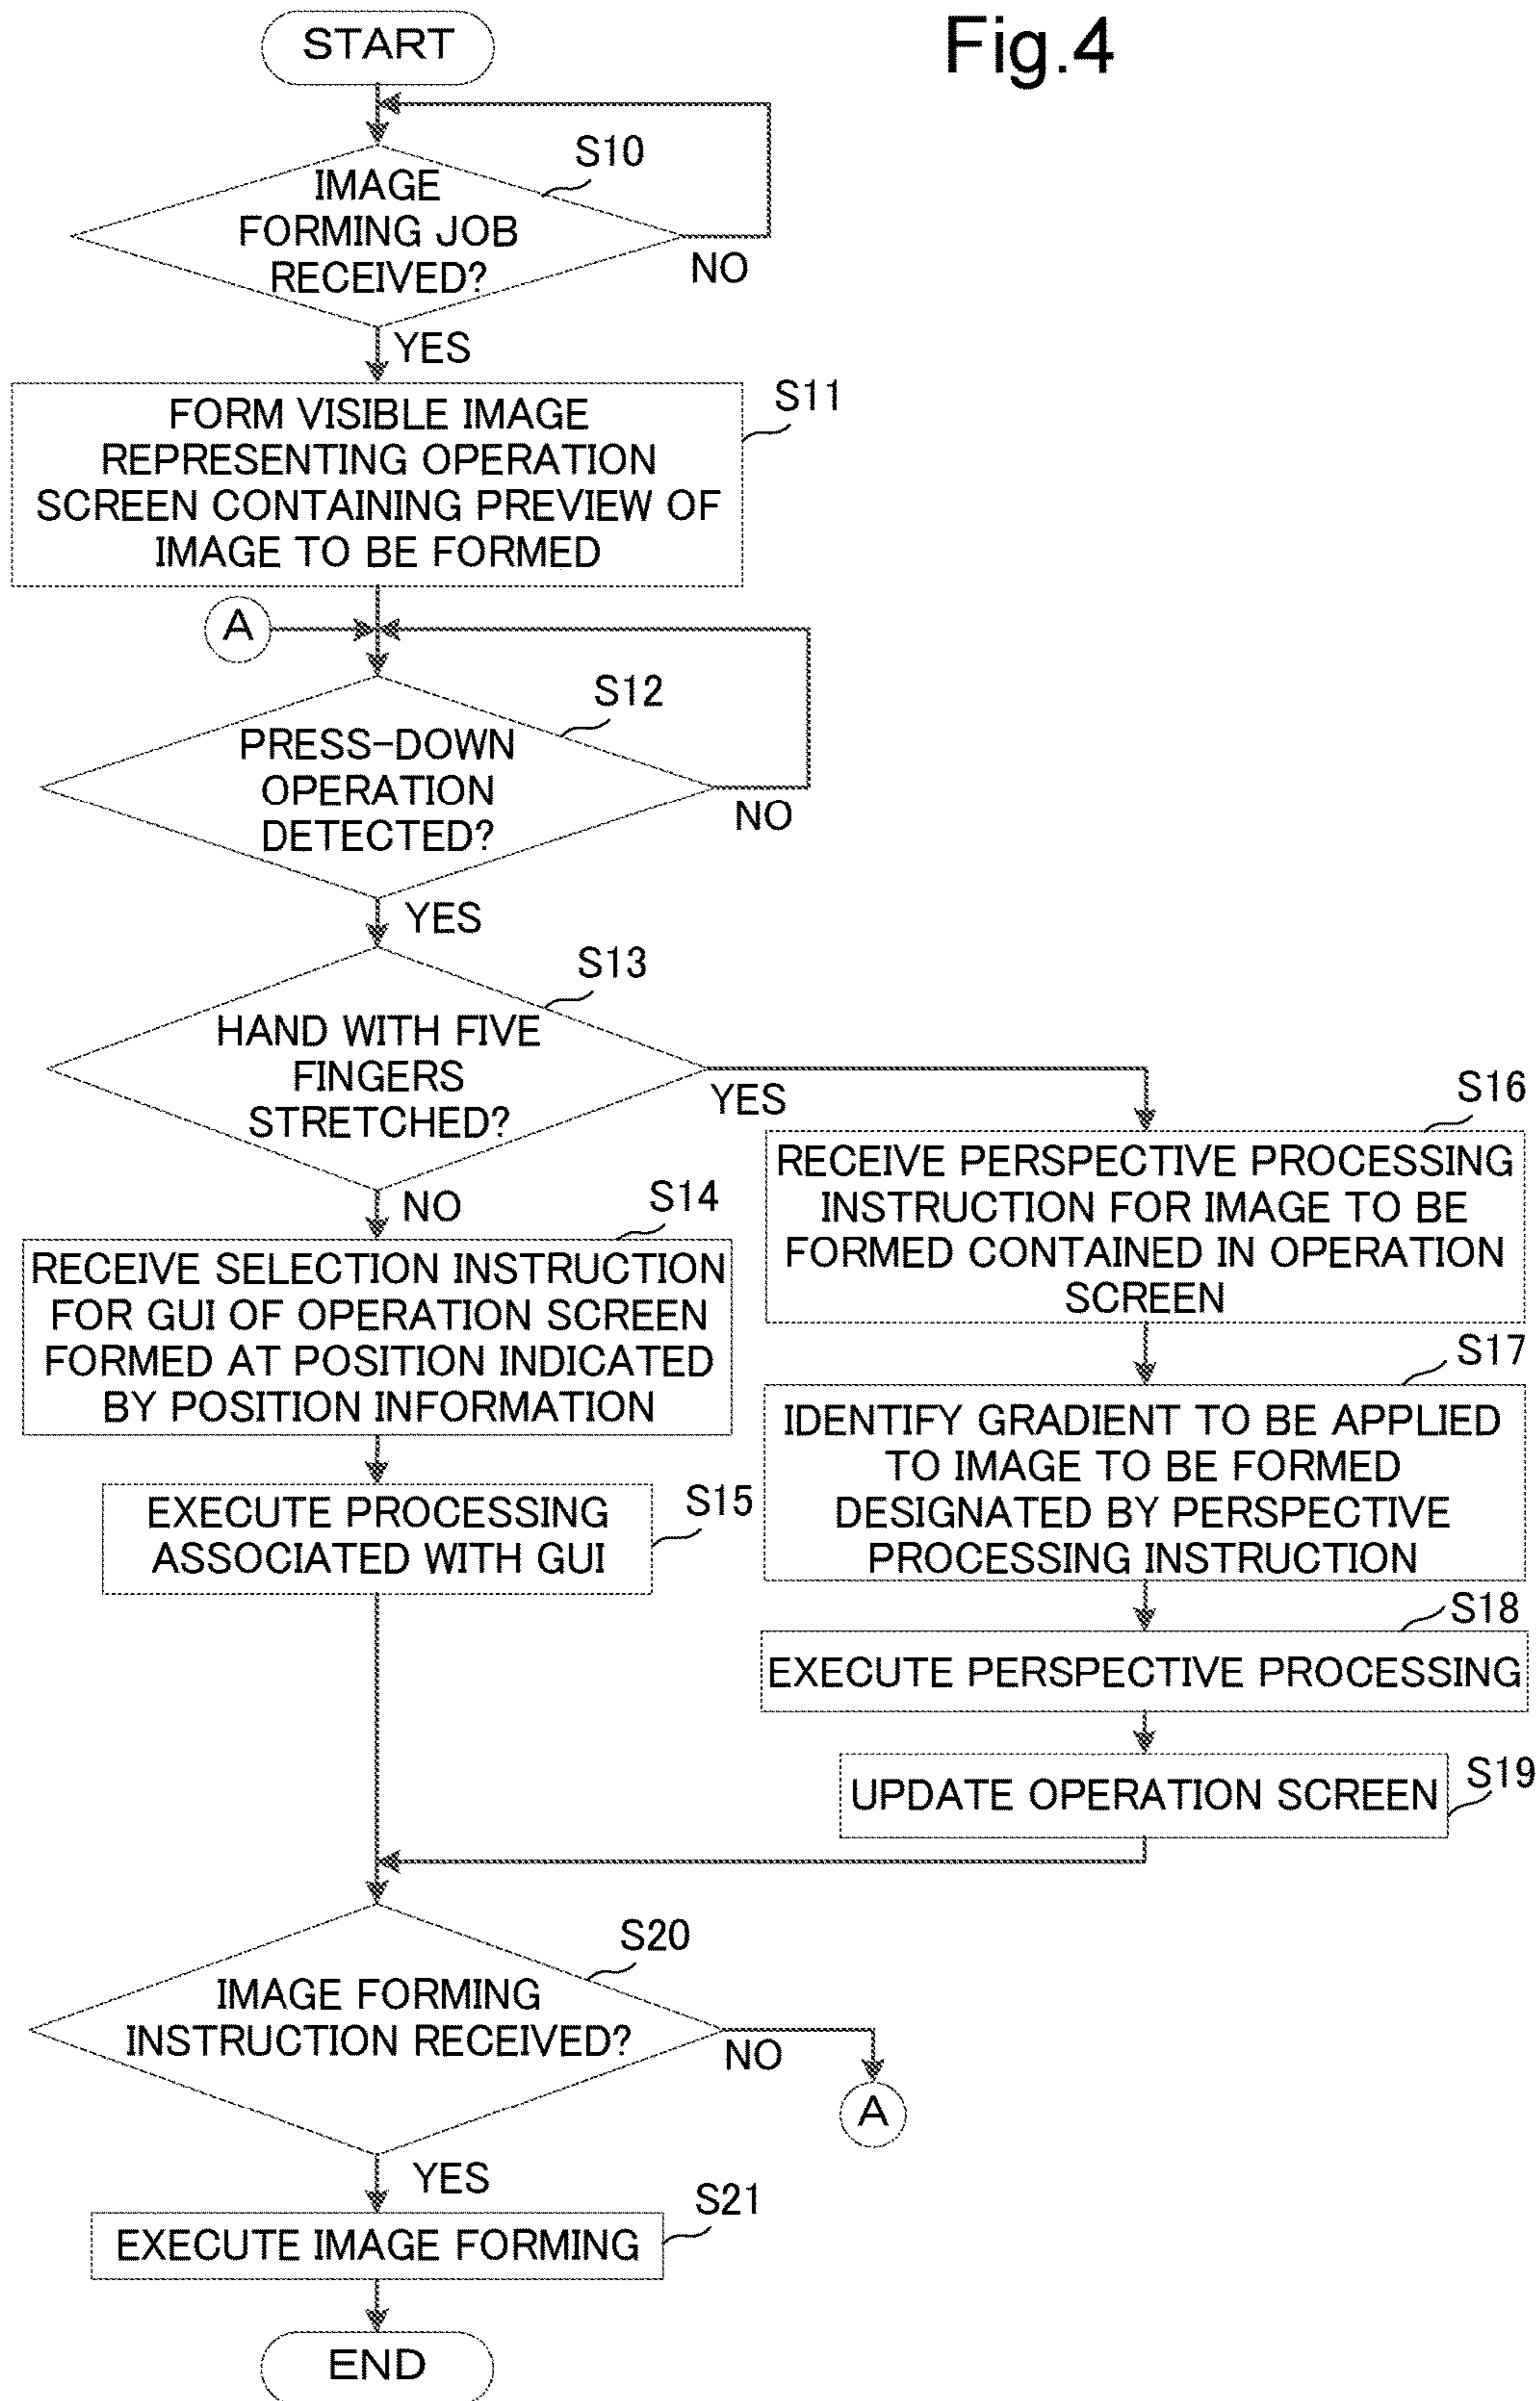 Fig.4
START
S10
IMAGE
FORMING JOB
RECEIVED?
NO
YES
S11
FORM VISIBLE IMAGE
REPRESENTING OPERATION
SCREEN CONTAINING PREVIEW OF
IMAGE TO BE FORMED
A
S12
PRESS-DOWN
OPERATION
DETECTED?
NO
YES
S13
HAND WITH FIVE
FINGERS
STRETCHED?
YES
NO
S14
RECEIVE SELECTION INSTRUCTION
FOR GUI OF OPERATION SCREEN
FORMED AT POSITION INDICATED
BY POSITION INFORMATION
S15
EXECUTE PROCESSING
ASSOCIATED WITH GUI
S16
RECEIVE PERSPECTIVE PROCESSING
INSTRUCTION FOR IMAGE TO BE
FORMED CONTAINED IN OPERATION
SCREEN
S17
IDENTIFY GRADIENT TO BE APPLIED
TO IMAGE TO BE FORMED
DESIGNATED BY PERSPECTIVE
PROCESSING INSTRUCTION
S18
EXECUTE PERSPECTIVE PROCESSING
S19
UPDATE OPERATION SCREEN
S20
IMAGE FORMING
INSTRUCTION RECEIVED?
NO
A
YES
S21
EXECUTE IMAGE FORMING
END